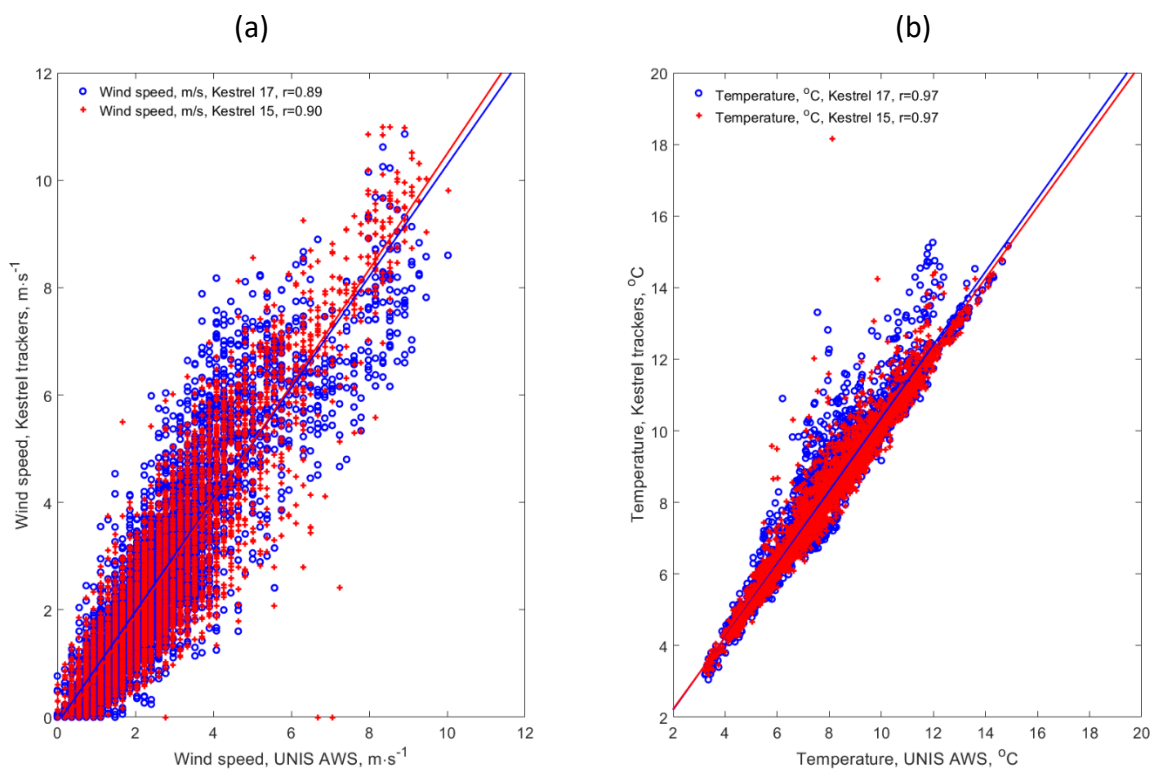 (a)
(b)
Wind speed, m/s, Kestrel 17, r=0.89
Wind speed, m/s, Kestrel 15, r=0.90
Wind speed, Kestrel trackers, m·s⁻¹
12
10
8
6
4
2
0
0 2 4 6 8 10 12
Wind speed, UNIS AWS, m·s⁻¹
Temperature, °C, Kestrel 17, r=0.97
Temperature, °C, Kestrel 15, r=0.97
Temperature, Kestrel trackers, °C
20
18
16
14
12
10
8
6
4
2
2 4 6 8 10 12 14 16 18 20
Temperature, UNIS AWS, °C